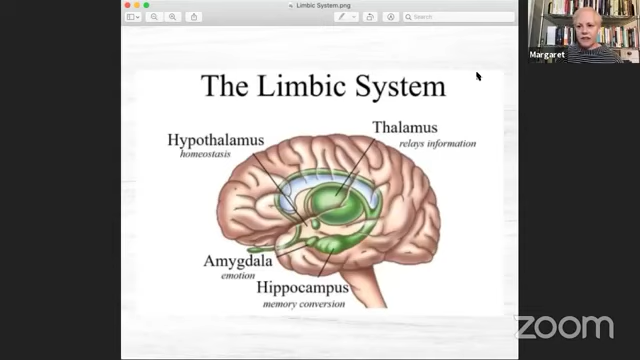 Limbic System.png
Search
Margaret
The Limbic System
Thalamus
relays information
Hypothalamus
homeostasis
Amygdala
emotion
Hippocampus
memory conversion
zoom